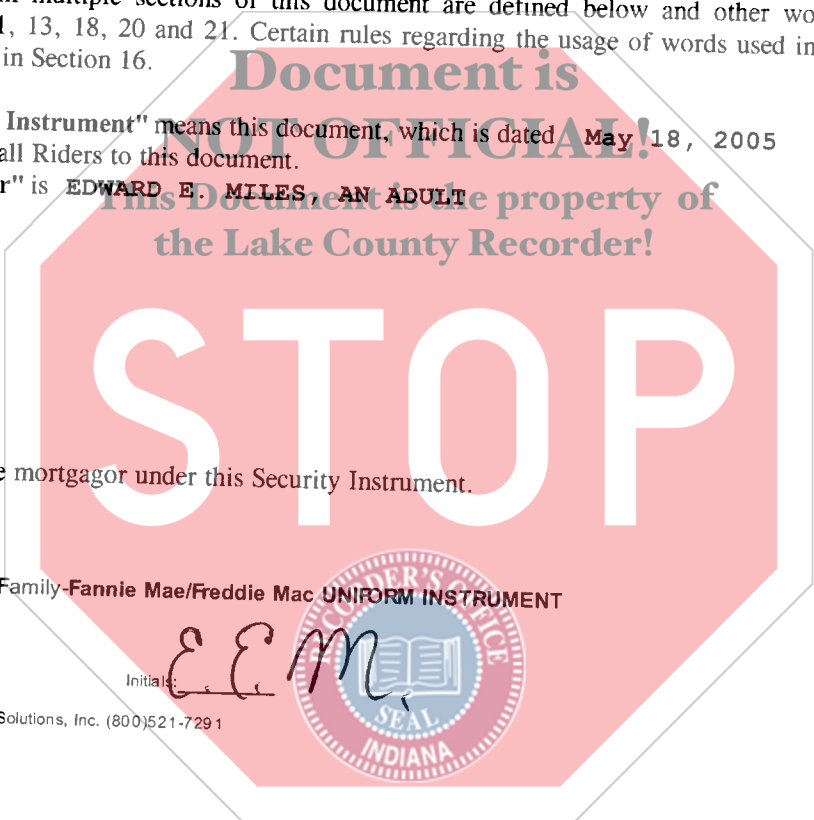 multiple sections of this document are defined below and other wo
1, 13, 18, 20 and 21. Certain rules regarding the usage of words used in
in Section 16.
Document is
Instrument" means this document, which is dated May 18, 2005
NOT OFFICIAL!
all Riders to this document.
r" is EDWARD E. MILES, AN ADULT
This Document is the property of
the Lake County Recorder!
STOP
e mortgagor under this Security Instrument.
Family-Fannie Mae/Freddie Mac UNIFORM INSTRUMENT
RECORDER'S OFFICE
Initials: E. E. M.
SEAL
Solutions, Inc. (800)521-7291
INDIANA